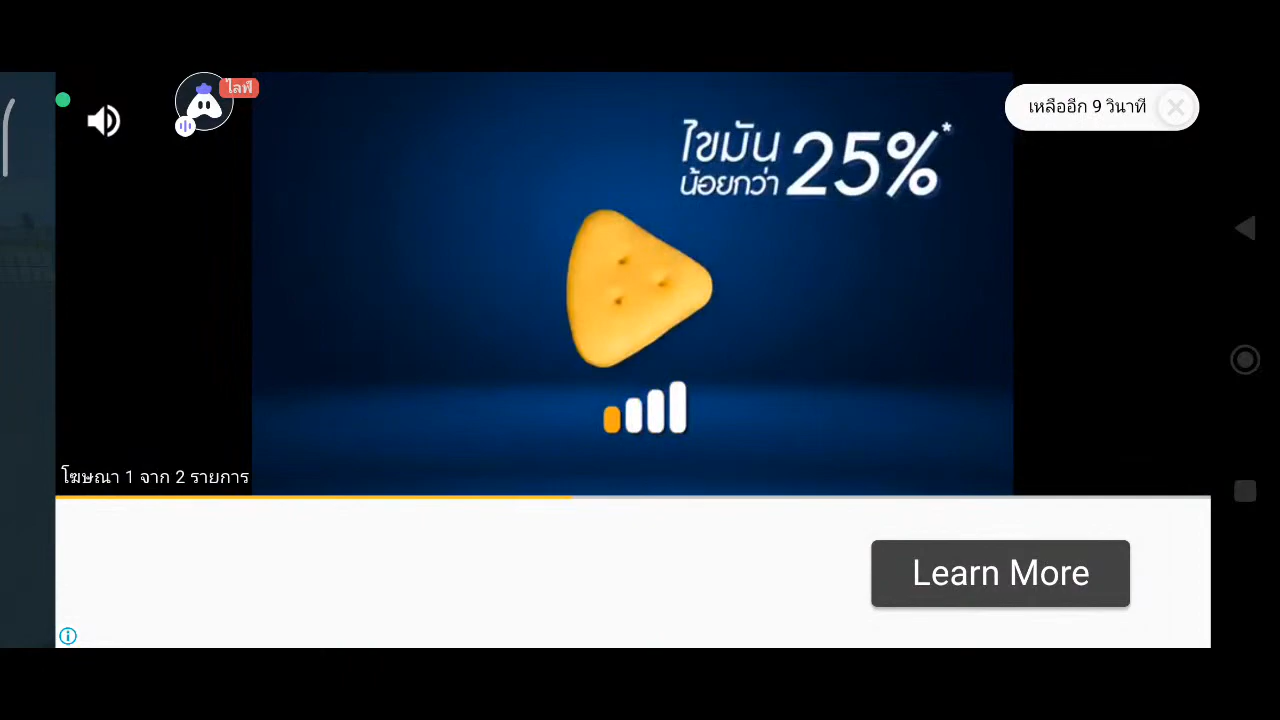 ไลฟ์
เหลืออีก 9 วินาที
ไขมัน
น้อยกว่า 25%*
โฆษณา 1 จาก 2 รายการ
Learn More